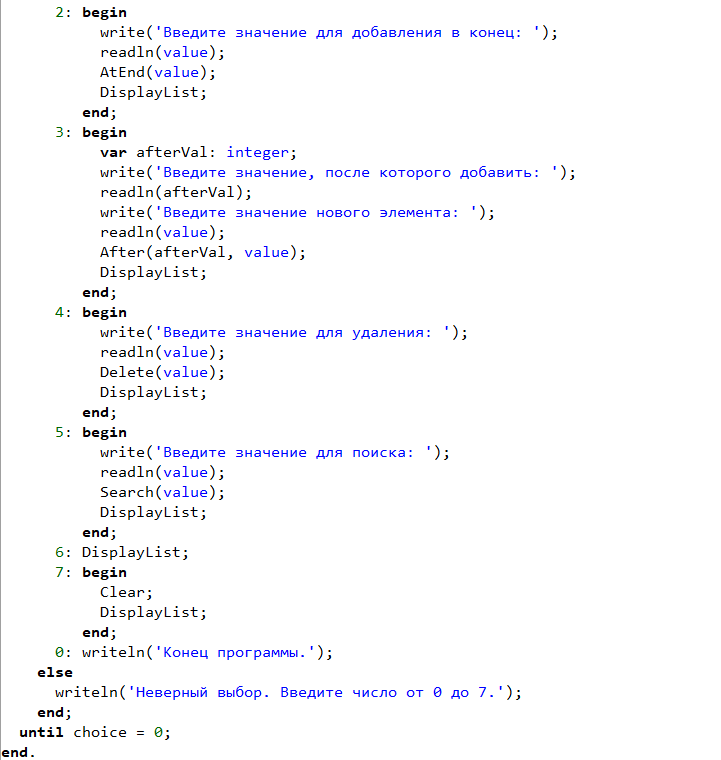 2: begin
write('Введите значение для добавления в конец: ');
readln(value);
AtEnd(value);
DisplayList;
end;
3: begin
var afterVal: integer;
write('Введите значение, после которого добавить: ');
readln(afterVal);
write('Введите значение нового элемента: ');
readln(value);
After(afterVal, value);
DisplayList;
end;
4: begin
write('Введите значение для удаления: ');
readln(value);
Delete(value);
DisplayList;
end;
5: begin
write('Введите значение для поиска: ');
readln(value);
Search(value);
DisplayList;
end;
6: DisplayList;
7: begin
Clear;
DisplayList;
end;
0: writeln('Конец программы.');
else
writeln('Неверный выбор. Введите число от 0 до 7.');
end;
until choice = 0;
end.